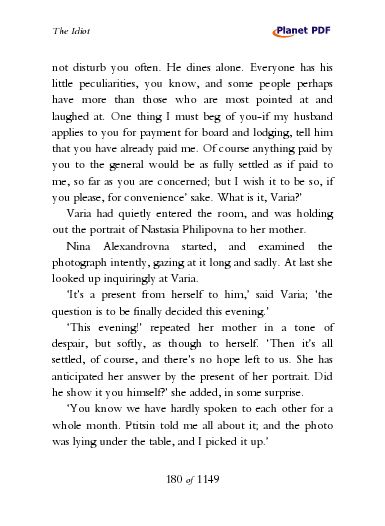 The Idiot
Planet PDF
not disturb you often. He dines alone. Everyone has his
little peculiarities, you know, and some people perhaps
have more than those who are most pointed at and
laughed at. One thing I must beg of you-if my husband
applies to you for payment for board and lodging, tell him
that you have already paid me. Of course anything paid by
you to the general would be as fully settled as if paid to
me, so far as you are concerned; but I wish it to be so, if
you please, for convenience' sake. What is it, Varia?'
Varia had quietly entered the room, and was holding
out the portrait of Nastasia Philipovna to her mother.
Nina Alexandrovna started, and examined the
photograph intently, gazing at it long and sadly. At last she
looked up inquiringly at Varia.
'It's a present from herself to him,' said Varia; 'the
question is to be finally decided this evening.'
'This evening!' repeated her mother in a tone of
despair, but softly, as though to herself. 'Then it's all
settled, of course, and there's no hope left to us. She has
anticipated her answer by the present of her portrait. Did
he show it you himself?' she added, in some surprise.
'You know we have hardly spoken to each other for a
whole month. Ptitsin told me all about it; and the photo
was lying under the table, and I picked it up.'
180 of 1149